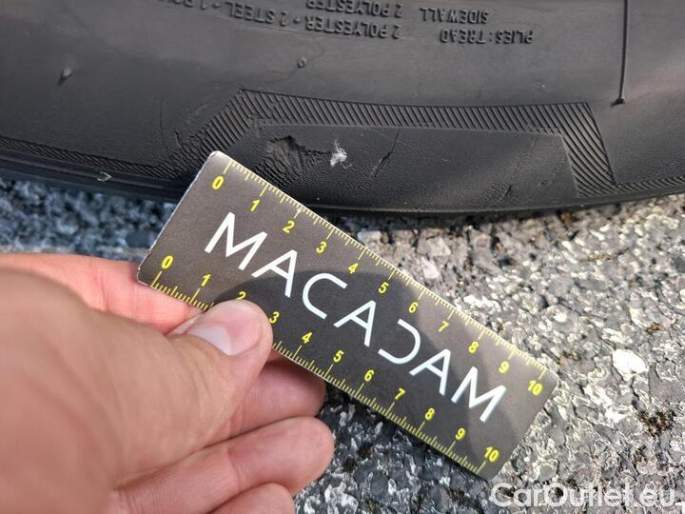 PLIES: TREAD 2 POLYESTER + 2 STEEL + 1
SIDEWALL 2 POLYESTER
0 1 2 3 4 5 6 7 8 9 10
MACADAM
0 1 2 3 4 5 6 7 8 9 10
CarOutlet.eu